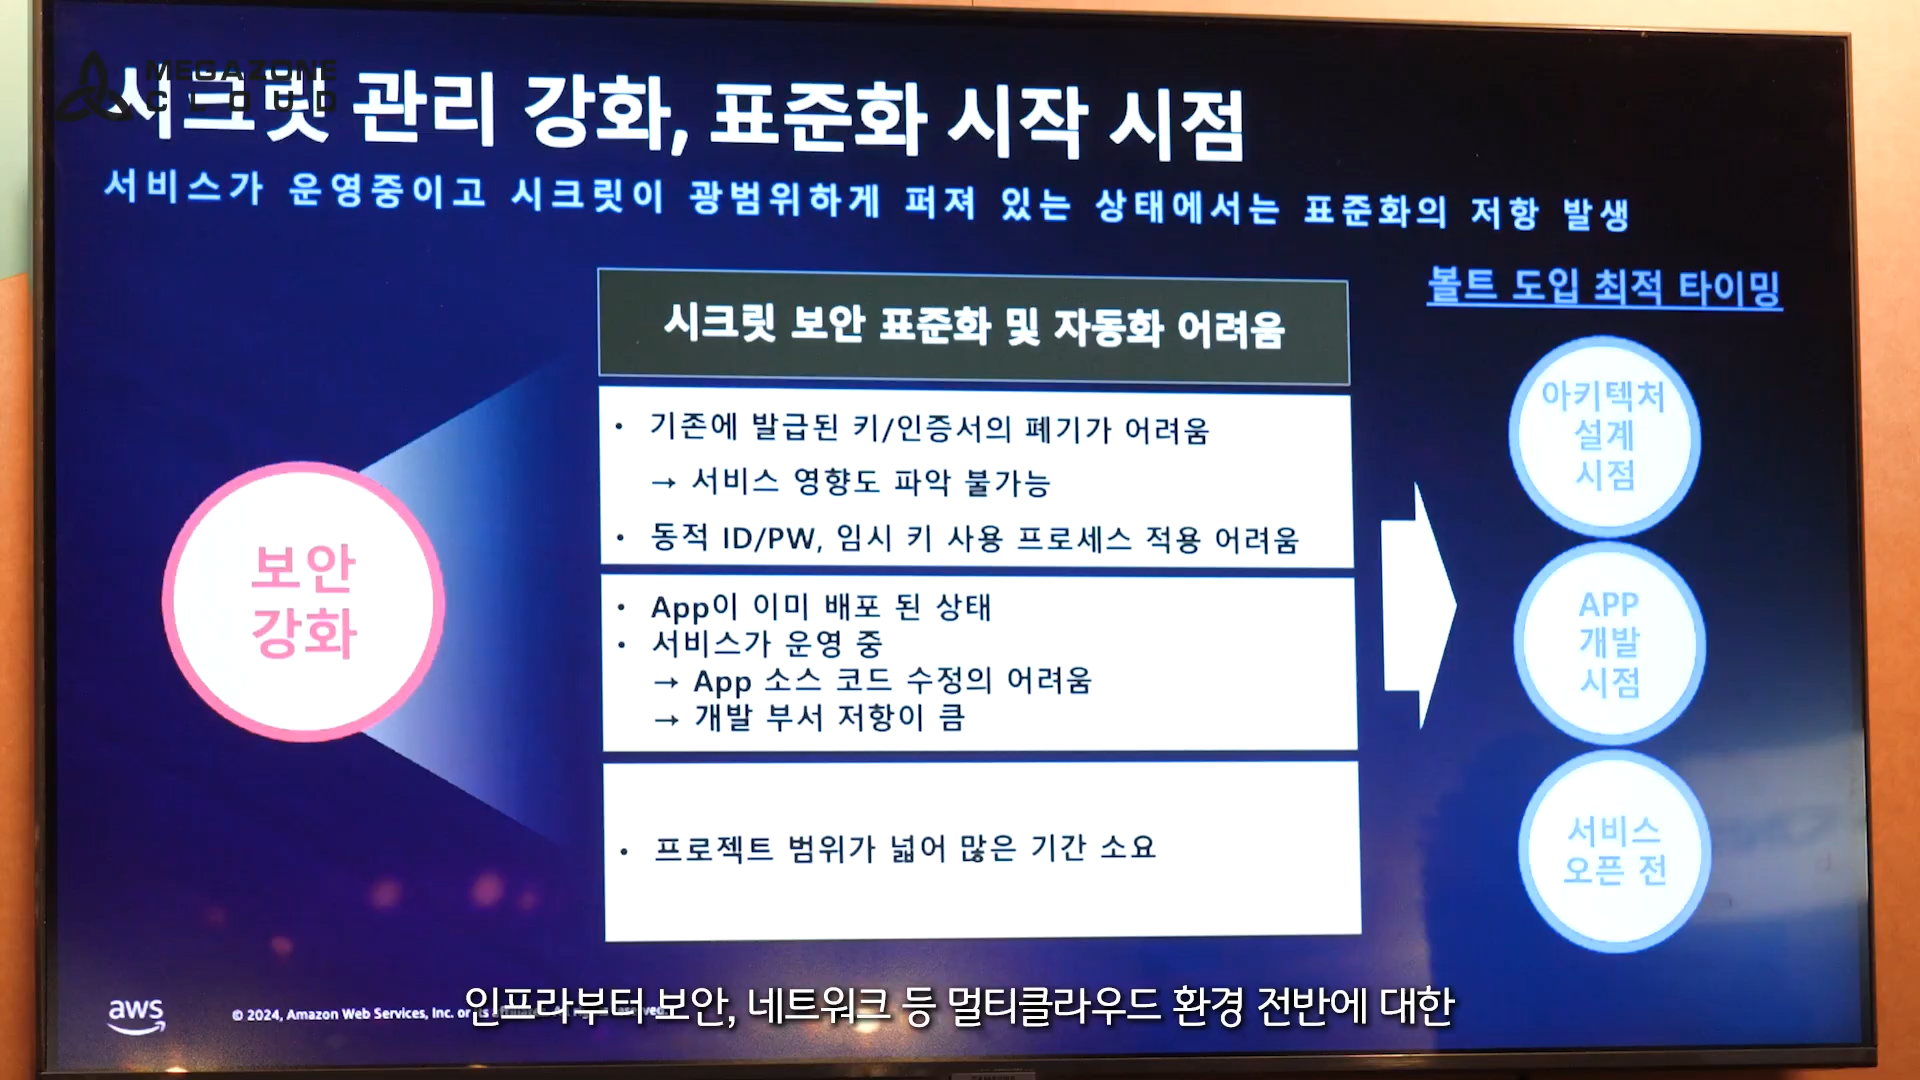 MEGAZONE
CLOUD
시크릿 관리 강화, 표준화 시작 시점
서비스가 운영중이고 시크릿이 광범위하게 퍼져 있는 상태에서는 표준화의 저항 발생
보안
강화
시크릿 보안 표준화 및 자동화 어려움
• 기존에 발급된 키/인증서의 폐기가 어려움
→ 서비스 영향도 파악 불가능
• 동적 ID/PW, 임시 키 사용 프로세스 적용 어려움
• App이 이미 배포 된 상태
• 서비스가 운영 중
→ App 소스 코드 수정의 어려움
→ 개발 부서 저항이 큼
• 프로젝트 범위가 넓어 많은 기간 소요
볼트 도입 최적 타이밍
아키텍처
설계
시점
APP
개발
시점
서비스
오픈 전
aws
© 2024, Amazon Web Services, Inc. or its affiliates. All rights reserved.
인프라부터 보안, 네트워크 등 멀티클라우드 환경 전반에 대한